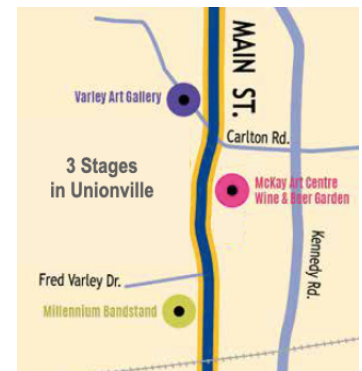 MAIN ST.
Varley Art Gallery
Carlton Rd.
3 Stages
in Unionville
McKay Art Centre
Wine & Beer Garden
Kennedy Rd.
Fred Varley Dr.
Millennium Bandstand